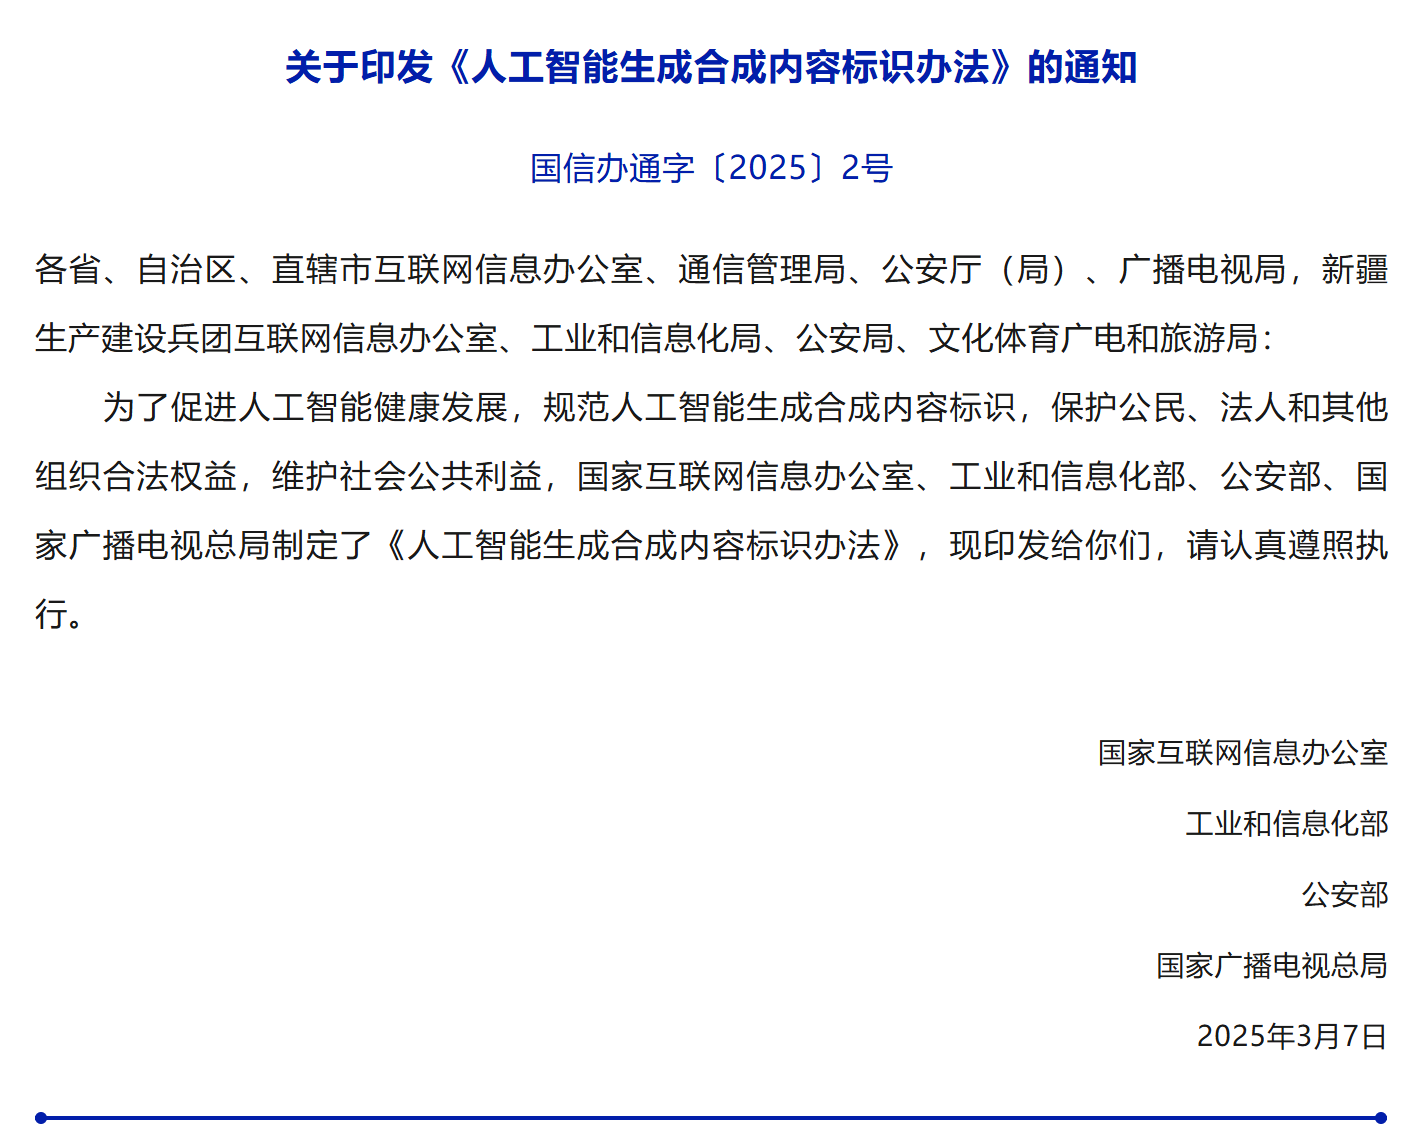 关于印发《人工智能生成合成内容标识办法》的通知
国信办通字〔2025〕2号
各省、自治区、直辖市互联网信息办公室、通信管理局、公安厅（局）、广播电视局，新疆
生产建设兵团互联网信息办公室、工业和信息化局、公安局、文化体育广电和旅游局：
为了促进人工智能健康发展，规范人工智能生成合成内容标识，保护公民、法人和其他
组织合法权益，维护社会公共利益，国家互联网信息办公室、工业和信息化部、公安部、国
家广播电视总局制定了《人工智能生成合成内容标识办法》，现印发给你们，请认真遵照执
行。
国家互联网信息办公室
工业和信息化部
公安部
国家广播电视总局
2025年3月7日